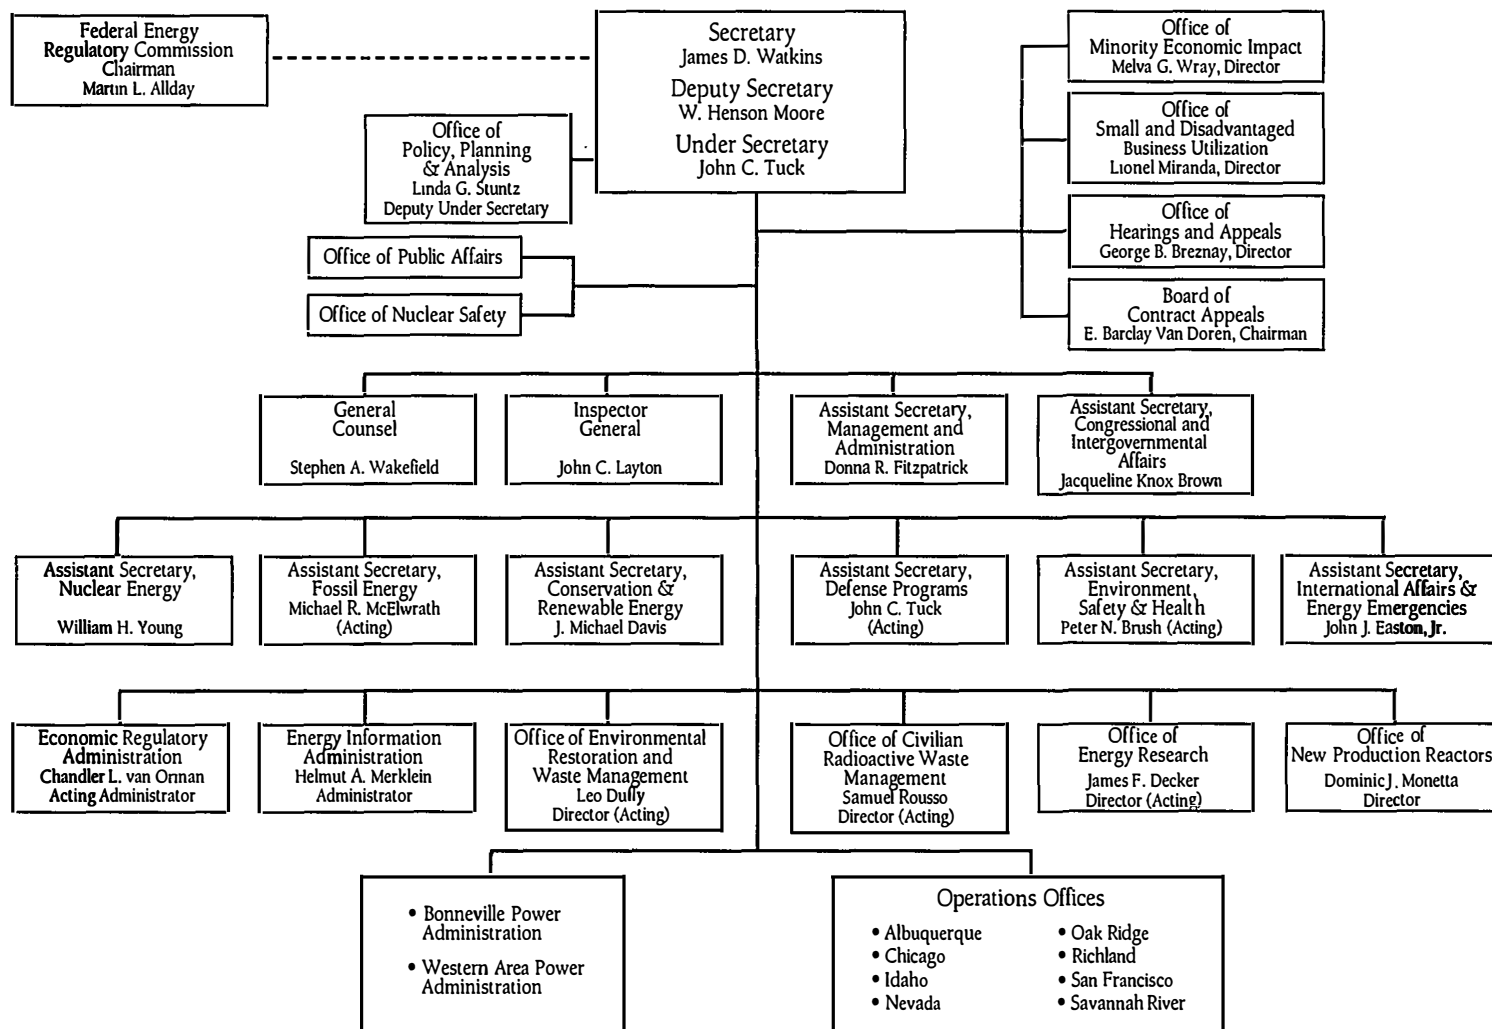 Federal Energy
Regulatory Commission
Chairman
Martin L. Allday
Secretary
James D. Watkins
Deputy Secretary
W. Henson Moore
Under Secretary
John C. Tuck
Office of
Minority Economic Impact
Melva G. Wray, Director
Office of
Small and Disadvantaged
Business Utilization
Lionel Miranda, Director
Office of
Hearings and Appeals
George B. Breznay, Director
Board of
Contract Appeals
E. Barclay Van Doren, Chairman
Office of
Policy, Planning
& Analysis
Linda G. Stuntz
Deputy Under Secretary
Office of Public Affairs
Office of Nuclear Safety
General
Counsel
Stephen A. Wakefield
Inspector
General
John C. Layton
Assistant Secretary,
Management and
Administration
Donna R. Fitzpatrick
Assistant Secretary,
Congressional and
Intergovernmental
Affairs
Jacqueline Knox Brown
Assistant Secretary,
Nuclear Energy
William H. Young
Assistant Secretary,
Fossil Energy
Michael R. McElwrath
(Acting)
Assistant Secretary,
Conservation &
Renewable Energy
J. Michael Davis
Assistant Secretary,
Defense Programs
John C. Tuck
(Acting)
Assistant Secretary,
Environment,
Safety & Health
Peter N. Brush (Acting)
Assistant Secretary,
International Affairs &
Energy Emergencies
John J. Easton, Jr.
Economic Regulatory
Administration
Chandler L. van Orman
Acting Administrator
Energy Information
Administration
Helmut A. Merklein
Administrator
Office of Environmental
Restoration and
Waste Management
Leo Duffy
Director (Acting)
Office of Civilian
Radioactive Waste
Management
Samuel Rousso
Director (Acting)
Office of
Energy Research
James F. Decker
Director (Acting)
Office of
New Production Reactors
Dominic J. Monetta
Director
• Bonneville Power
Administration
• Western Area Power
Administration
Operations Offices
• Albuquerque
• Chicago
• Idaho
• Nevada
• Oak Ridge
• Richland
• San Francisco
• Savannah River